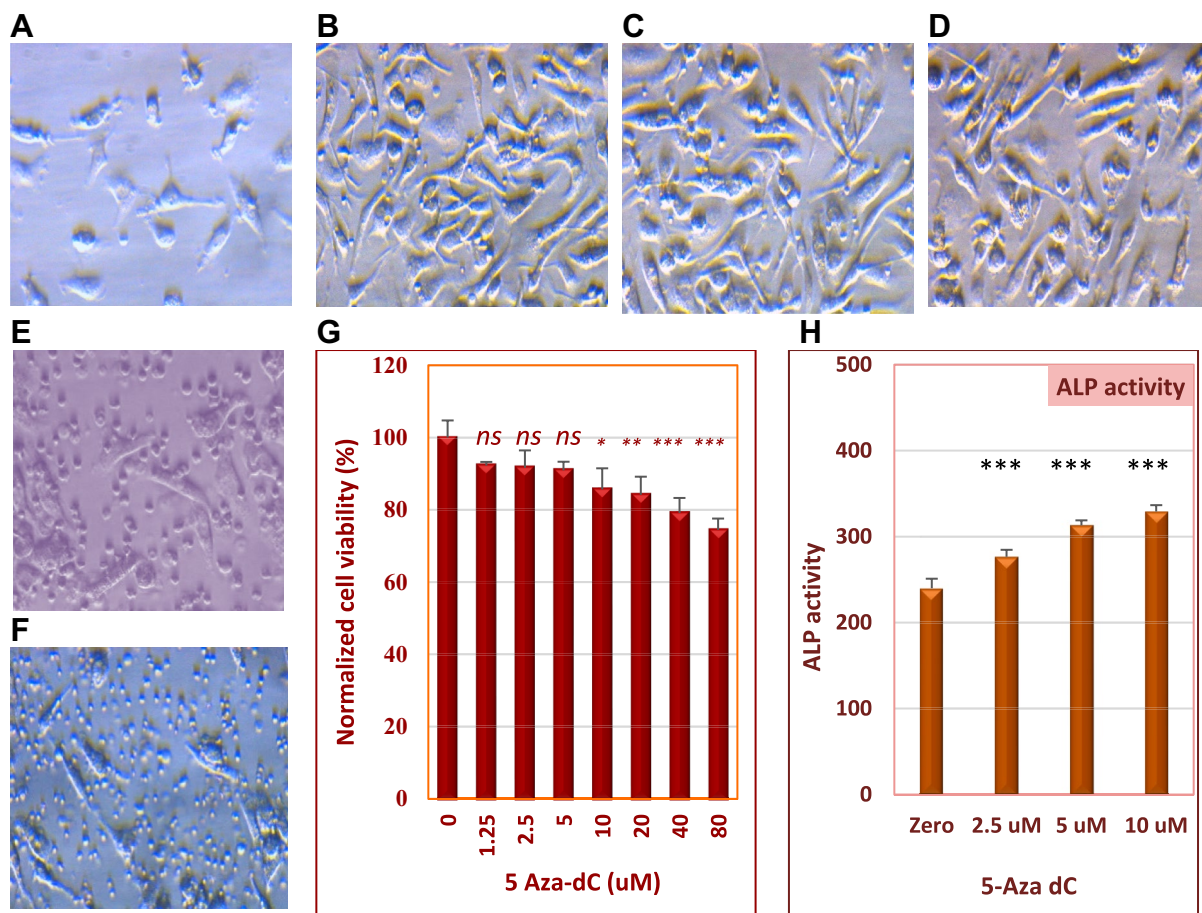 A
B
C
D
E
F
G
H
120
100
80
60
40
20
0
Normalized cell viability (%)
ns ns ns * ** *** ***
0 1.25 2.5 5 10 20 40 80
5 Aza-dC (uM)
500
400
300
200
100
0
ALP activity
ALP activity
*** *** ***
Zero 2.5 uM 5 uM 10 uM
5-Aza dC